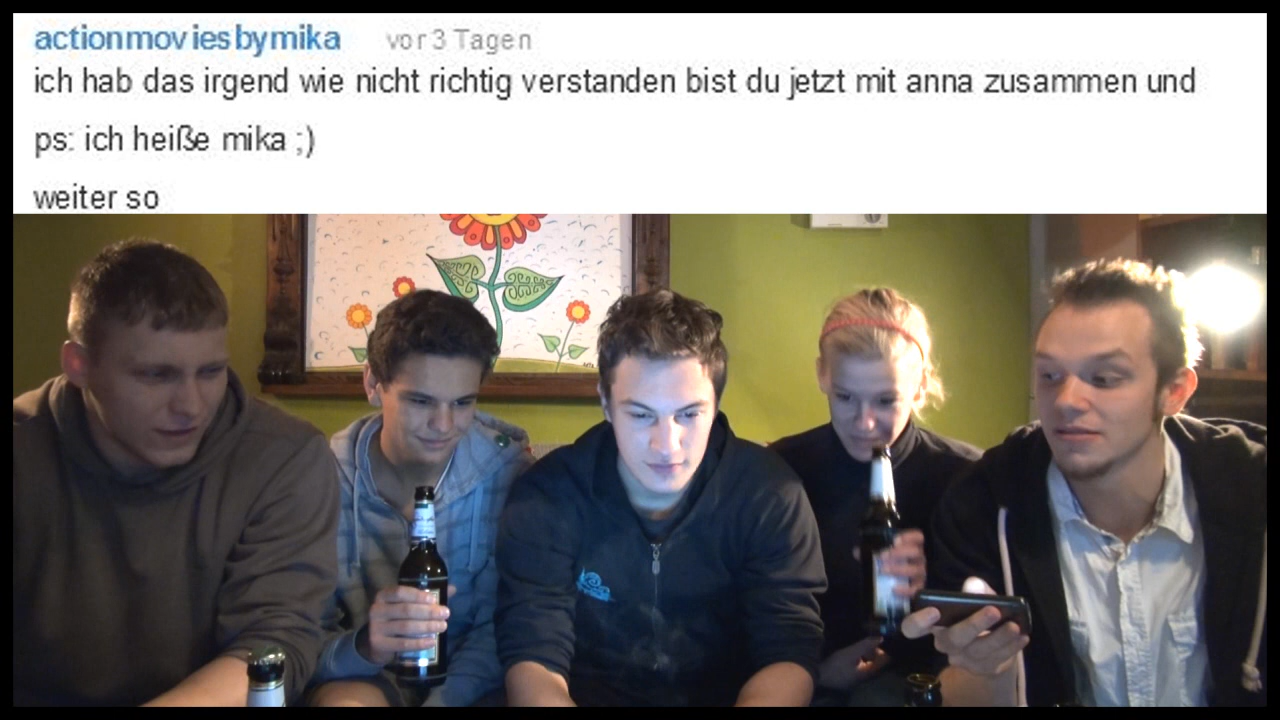 actionmoviesbymika vor 3 Tagen
ich hab das irgend wie nicht richtig verstanden bist du jetzt mit anna zusammen und
ps: ich heiße mika ;)
weiter so